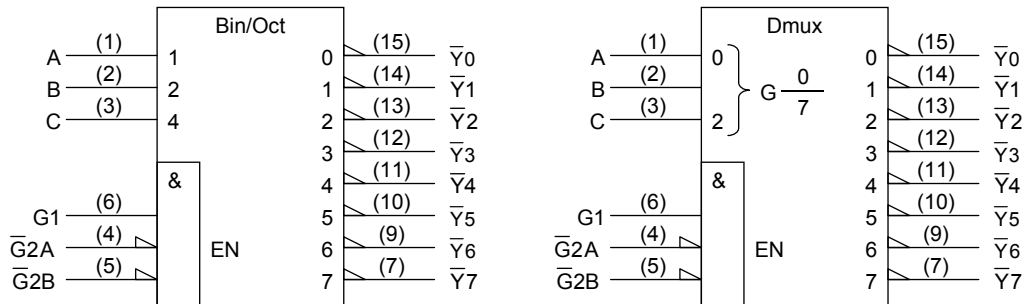 Bin/Oct
A (1) 1 0 (15) Y̅0
B (2) 2 1 (14) Y̅1
C (3) 4 2 (13) Y̅2
3 (12) Y̅3
& 4 (11) Y̅4
G1 (6) 5 (10) Y̅5
G̅2A (4) EN 6 (9) Y̅6
G̅2B (5) 7 (7) Y̅7
Dmux
A (1) 0 0 (15) Y̅0
B (2) G 0/7 1 (14) Y̅1
C (3) 2 2 (13) Y̅2
3 (12) Y̅3
& 4 (11) Y̅4
G1 (6) 5 (10) Y̅5
G̅2A (4) EN 6 (9) Y̅6
G̅2B (5) 7 (7) Y̅7